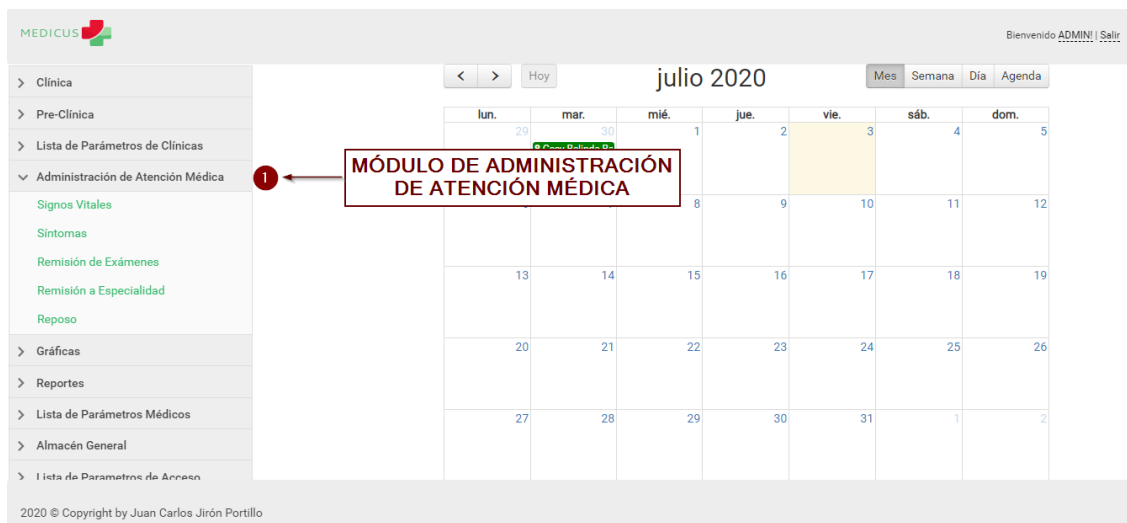 MEDICUS
Bienvenido ADMIN! | Salir
Clínica
Pre-Clínica
Lista de Parámetros de Clínicas
Administración de Atención Médica
Signos Vitales
Síntomas
Remisión de Exámenes
Remisión a Especialidad
Reposo
Gráficas
Reportes
Lista de Parámetros Médicos
Almacén General
Lista de Parametros de Acceso
1
MÓDULO DE ADMINISTRACIÓN
DE ATENCIÓN MÉDICA
Hoy
julio 2020
Mes Semana Día Agenda
lun. mar. mié. jue. vie. sáb. dom.
29 30 1 2 3 4 5
8 9 10 11 12
13 14 15 16 17 18 19
20 21 22 23 24 25 26
27 28 29 30 31 1 2
2020 © Copyright by Juan Carlos Jirón Portillo